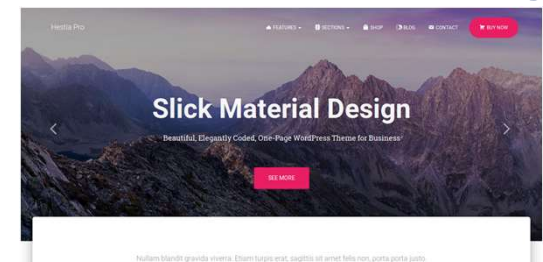 Hestia Pro
FEATURES
SECTIONS
SHOP
BLOG
CONTACT
BUY NOW
Slick Material Design
Beautiful, Elegantly Coded, One-Page WordPress Theme for Business
SEE MORE
Nullam blandit gravida viverra. Etiam turpis erat, sagittis sit amet felis non, porta porta justo